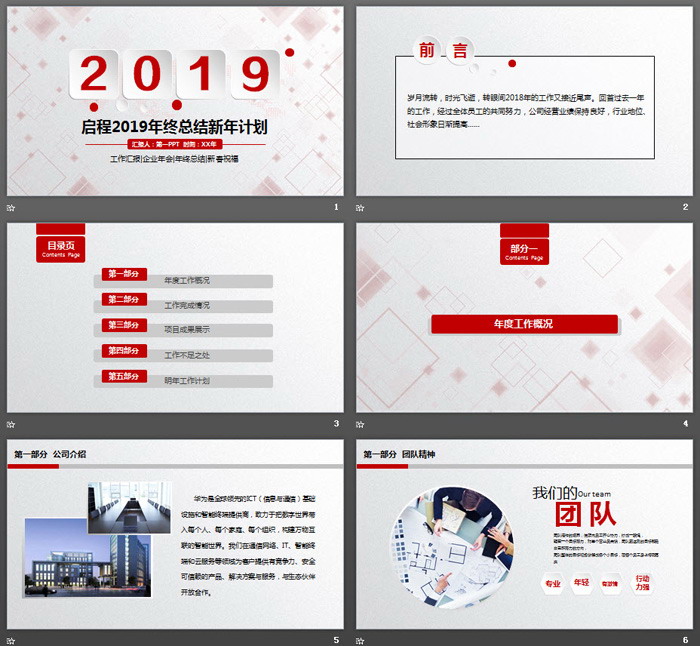 2019
启程2019年终总结新年计划
汇报人：第一PPT 时间：XX年
工作汇报|企业年会|年终总结|新春祝福
1
前言
岁月流转，时光飞逝，转眼间2018年的工作又接近尾声。回首过去一年
的工作，经过全体员工的共同努力，公司经营业绩保持良好，行业地位、
社会形象日渐提高……
2
目录页
Contents Page
第一部分 年度工作概况
第二部分 工作完成情况
第三部分 项目成果展示
第四部分 工作不足之处
第五部分 明年工作计划
3
部分一
Contents Page
年度工作概况
4
第一部分 公司介绍
华为是全球领先的ICT（信息与通信）基础
设施和智能终端提供商，致力于把数字世界带
入每个人、每个家庭、每个组织，构建万物互
联的智能世界。我们在通信网络、IT、智能终
端和云服务等领域为客户提供有竞争力、安全
可信赖的产品、解决方案与服务，与生态伙伴
开放合作。
5
第一部分 团队精神
我们的Our team
团队
专业
年轻
有激情
行动
力强
6